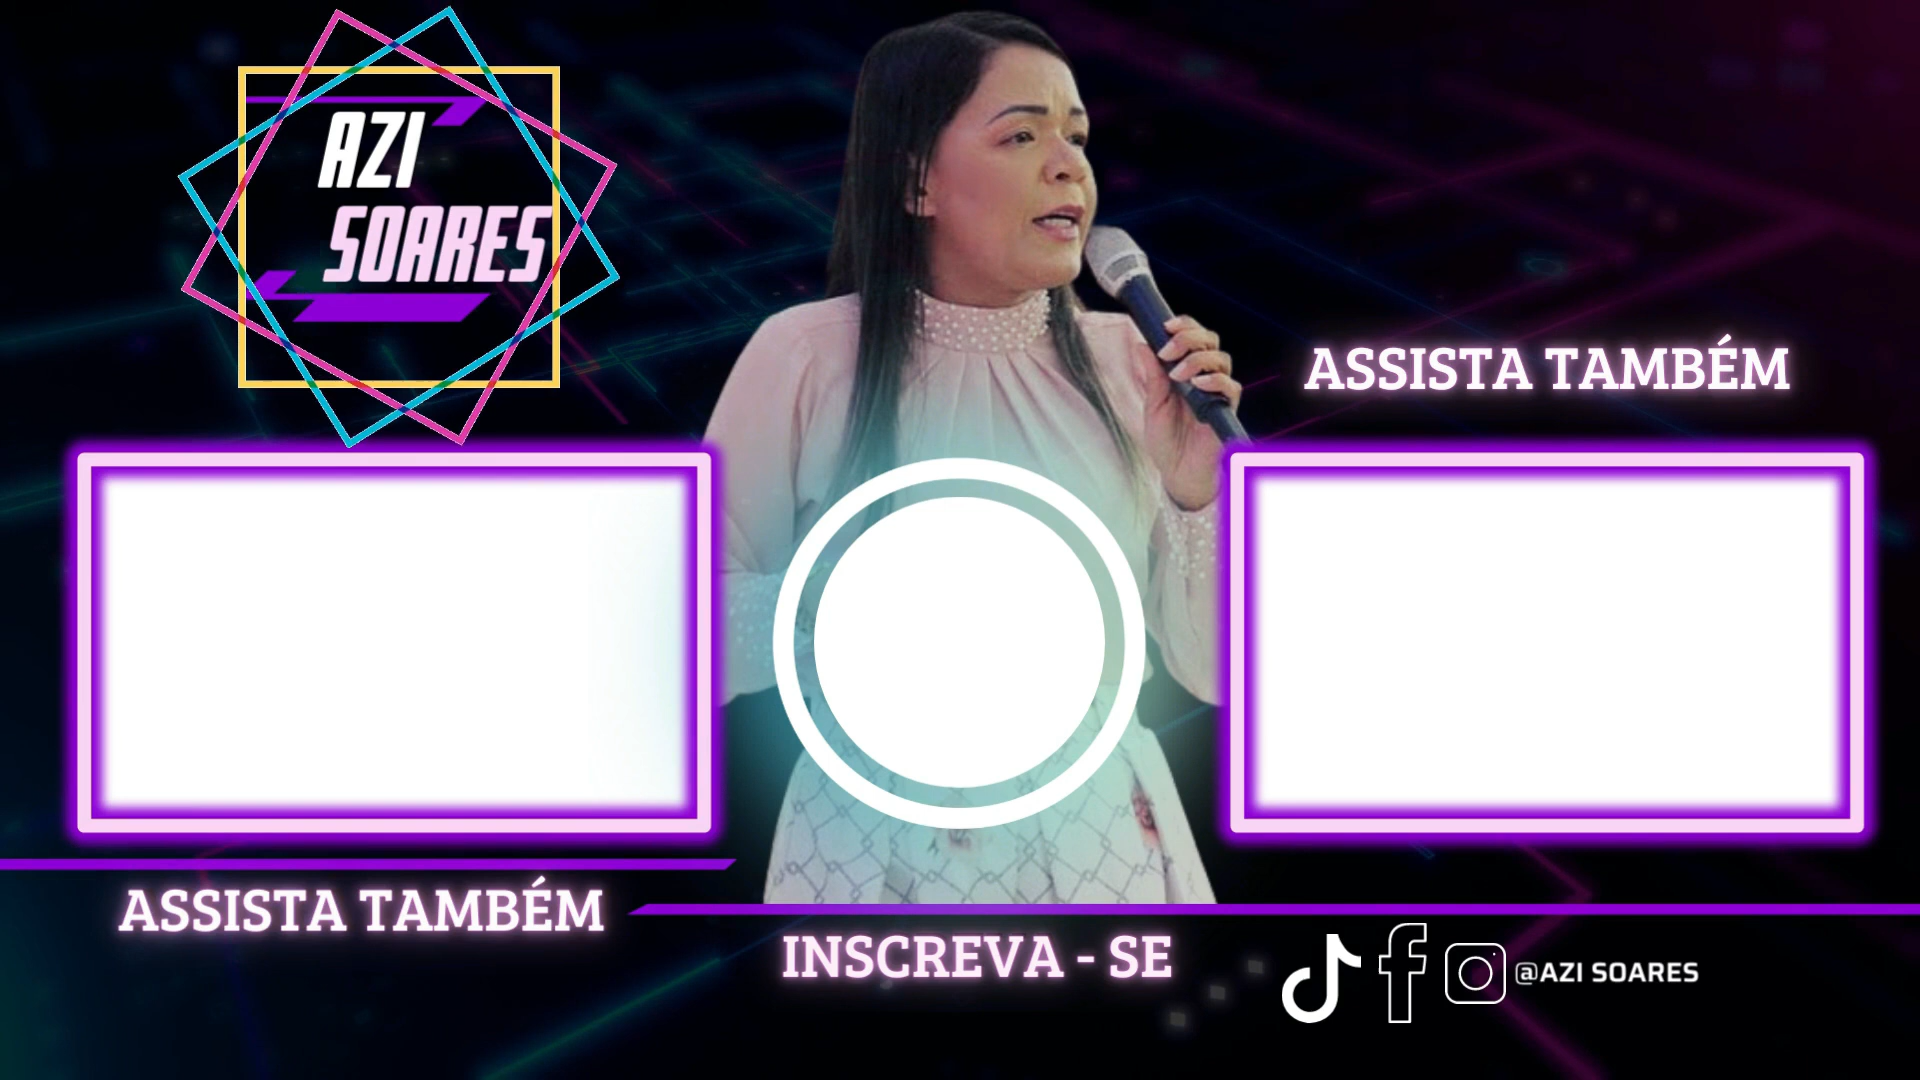 AZI
SOARES
ASSISTA TAMBÉM
ASSISTA TAMBÉM
INSCREVA - SE
@AZI SOARES